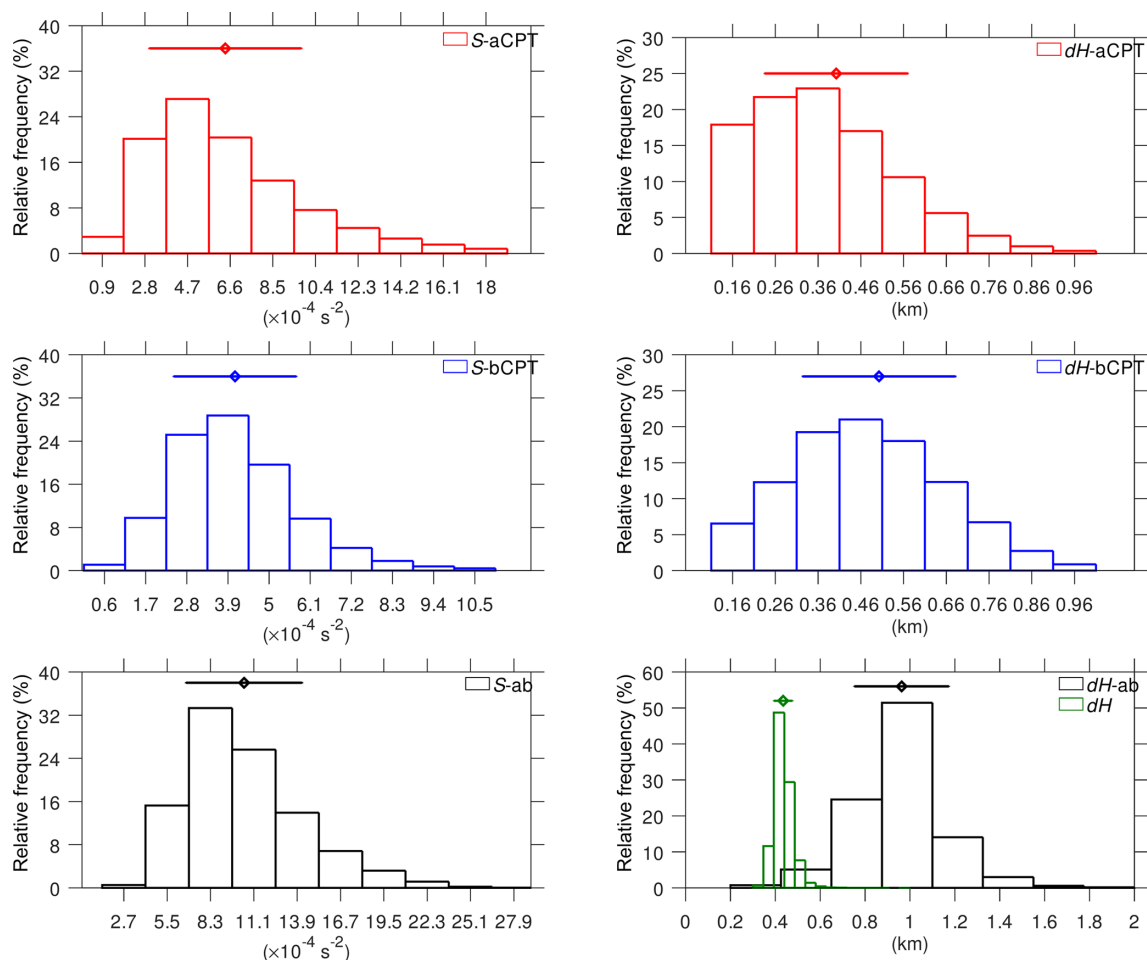 40
32
24
16
8
0
Relative frequency (%)
S-aCPT
0.9 2.8 4.7 6.6 8.5 10.4 12.3 14.2 16.1 18
(×10⁻⁴ s⁻²)
30
25
20
15
10
5
0
Relative frequency (%)
dH-aCPT
0.16 0.26 0.36 0.46 0.56 0.66 0.76 0.86 0.96
(km)
40
32
24
16
8
0
Relative frequency (%)
S-bCPT
0.6 1.7 2.8 3.9 5 6.1 7.2 8.3 9.4 10.5
(×10⁻⁴ s⁻²)
30
25
20
15
10
5
0
Relative frequency (%)
dH-bCPT
0.16 0.26 0.36 0.46 0.56 0.66 0.76 0.86 0.96
(km)
40
32
24
16
8
0
Relative frequency (%)
S-ab
2.7 5.5 8.3 11.1 13.9 16.7 19.5 22.3 25.1 27.9
(×10⁻⁴ s⁻²)
60
50
40
30
20
10
0
Relative frequency (%)
dH-ab
dH
0 0.2 0.4 0.6 0.8 1 1.2 1.4 1.6 1.8 2
(km)